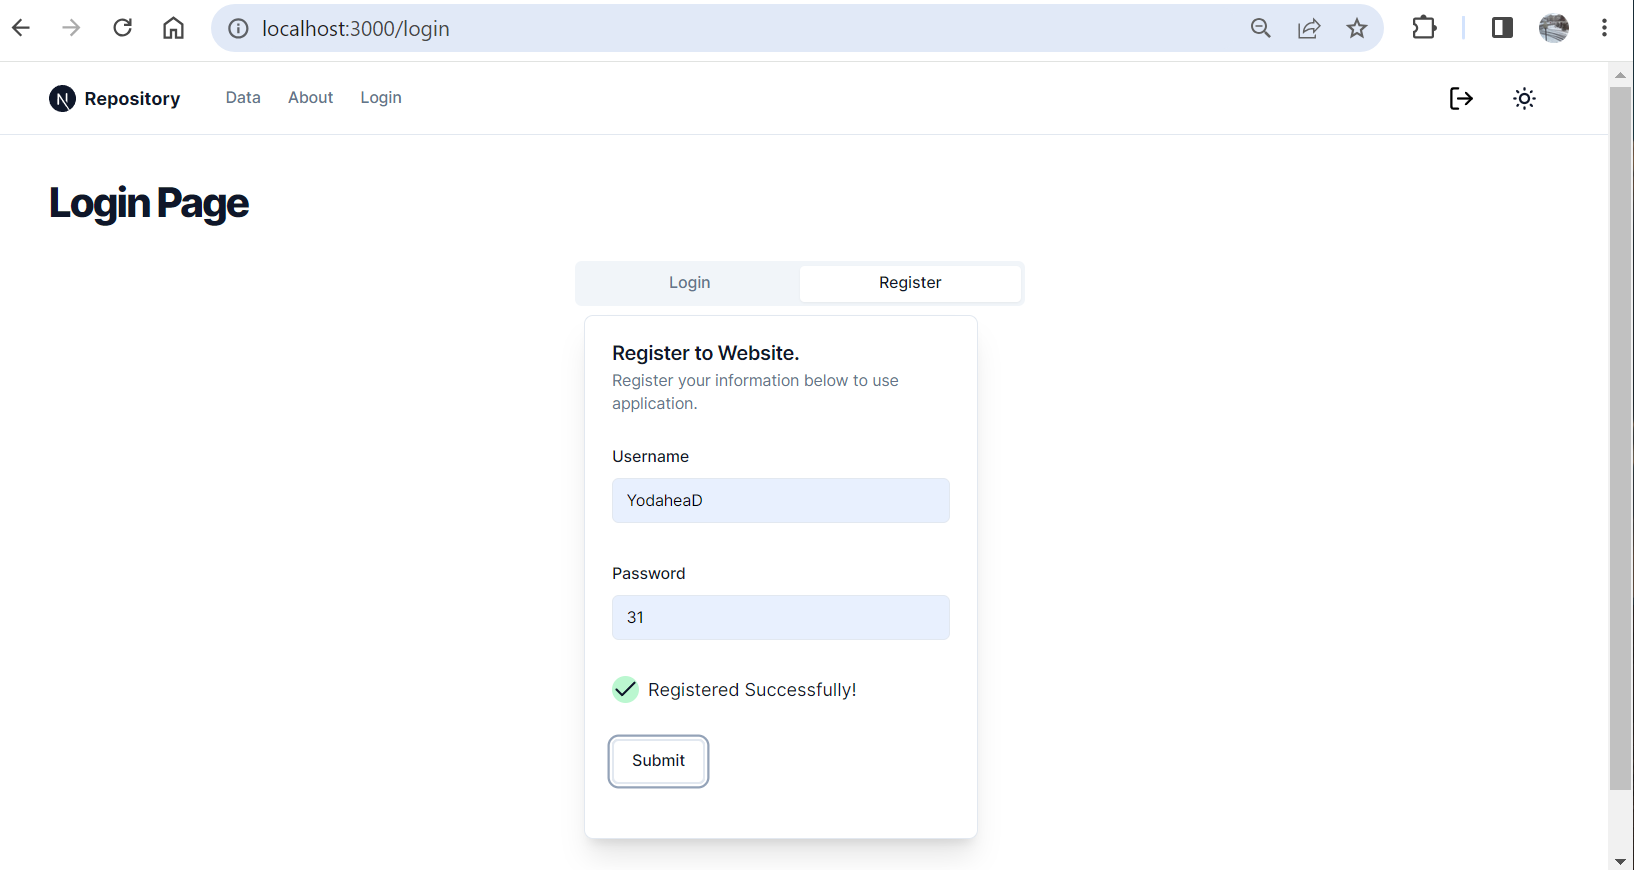 localhost:3000/login
N Repository Data About Login
Login Page
Login Register
Register to Website.
Register your information below to use
application.
Username
YodaheaD
Password
31
Registered Successfully!
Submit